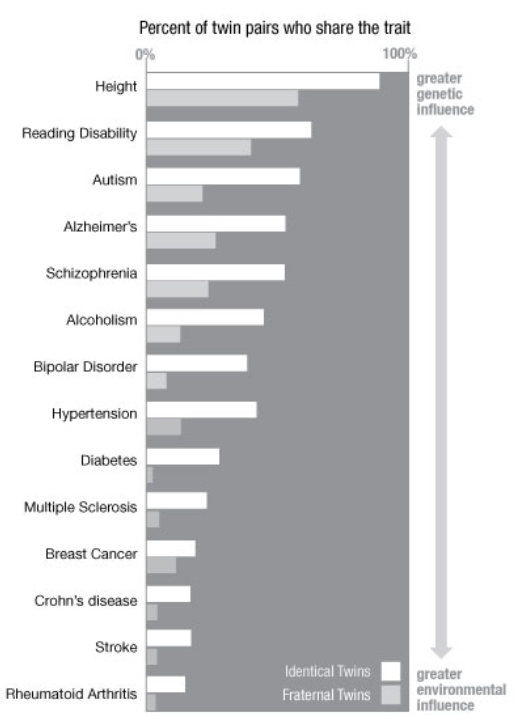 Percent of twin pairs who share the trait
0%
100%
greater
genetic
influence
Height
Reading Disability
Autism
Alzheimer's
Schizophrenia
Alcoholism
Bipolar Disorder
Hypertension
Diabetes
Multiple Sclerosis
Breast Cancer
Crohn's disease
Stroke
Rheumatoid Arthritis
Identical Twins
Fraternal Twins
greater
environmental
influence